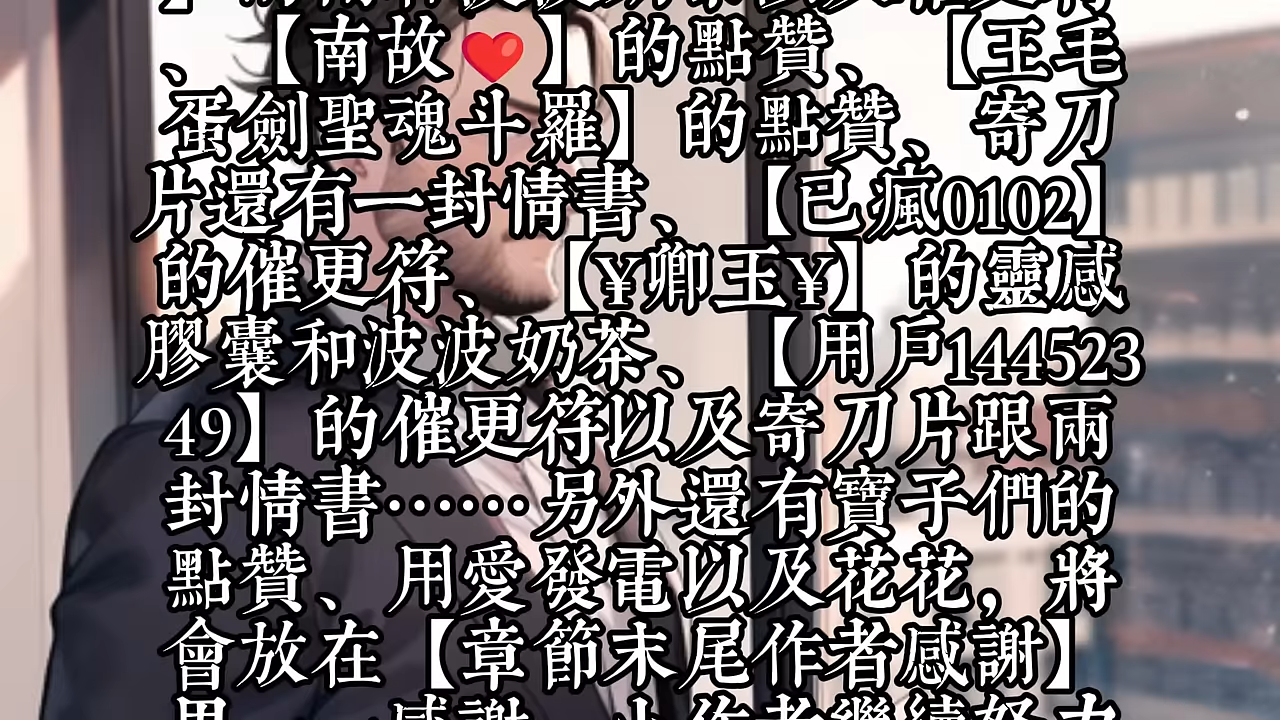 、【南故❤️】的點贊、【王毛
蛋劍聖魂斗羅】的點贊、寄刀
片還有一封情書、【已瘋0102】
的催更符、【¥卿玉¥】的靈感
膠囊和波波奶茶、【用戶144523
49】的催更符以及寄刀片跟兩
封情書……另外還有寶子們的
點贊、用愛發電以及花花，將
會放在【章節末尾作者感謝】